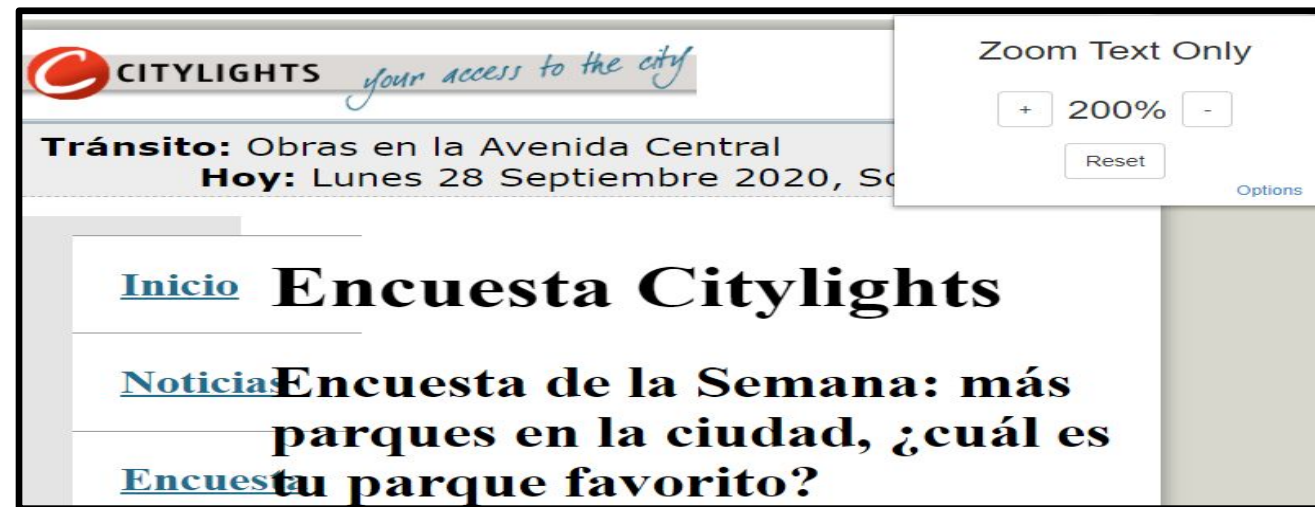 CITYLIGHTS your access to the city
Zoom Text Only
+ 200% -
Reset
Options
Tránsito: Obras en la Avenida Central
Hoy: Lunes 28 Septiembre 2020,
Inicio
Encuesta Citylights
Noticias
Encuesta de la Semana: más
parques en la ciudad, ¿cuál es
Encuesta
tu parque favorito?